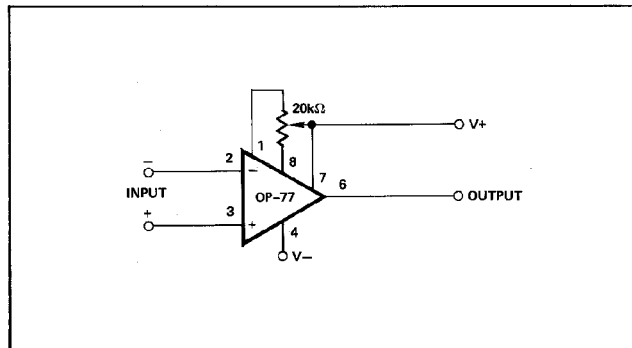 20kΩ
V+
1
8
7
2
−
−
6
INPUT
OP-77
OUTPUT
+
3
+
4
V−